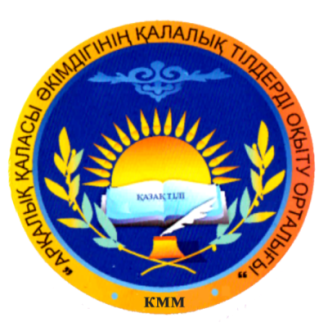 "АРҚАЛЫҚ ҚАЛАСЫ ӘКІМДІГІНІҢ ҚАЛАЛЫҚ ТІЛДЕРДІ ОҚЫТУ ОРТАЛЫҒЫ"
ҚАЗАҚ ТІЛІ
КММ